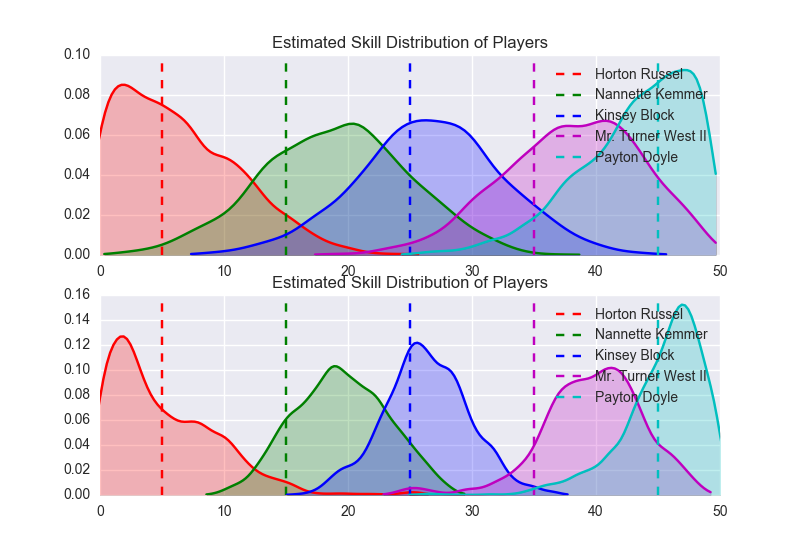 Estimated Skill Distribution of Players
0.10
0.08
0.06
0.04
0.02
0.00
Horton Russel
Nannette Kemmer
Kinsey Block
Mr. Turner West II
Payton Doyle
0 10 20 30 40 50
Estimated Skill Distribution of Players
0.16
0.14
0.12
0.10
0.08
0.06
0.04
0.02
0.00
Horton Russel
Nannette Kemmer
Kinsey Block
Mr. Turner West II
Payton Doyle
0 10 20 30 40 50